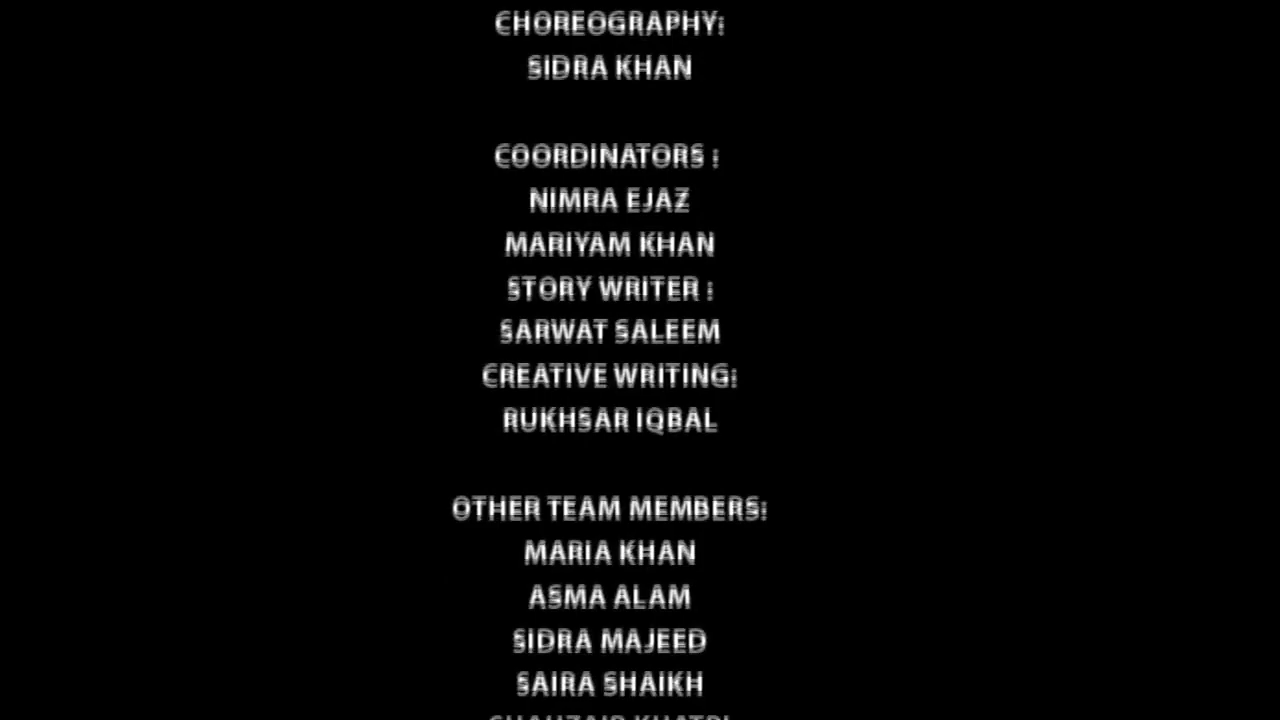 CHOREOGRAPHY:
SIDRA KHAN
COORDINATORS :
NIMRA EJAZ
MARIYAM KHAN
STORY WRITER :
SARWAT SALEEM
CREATIVE WRITING:
RUKHSAR IQBAL
OTHER TEAM MEMBERS:
MARIA KHAN
ASMA ALAM
SIDRA MAJEED
SAIRA SHAIKH